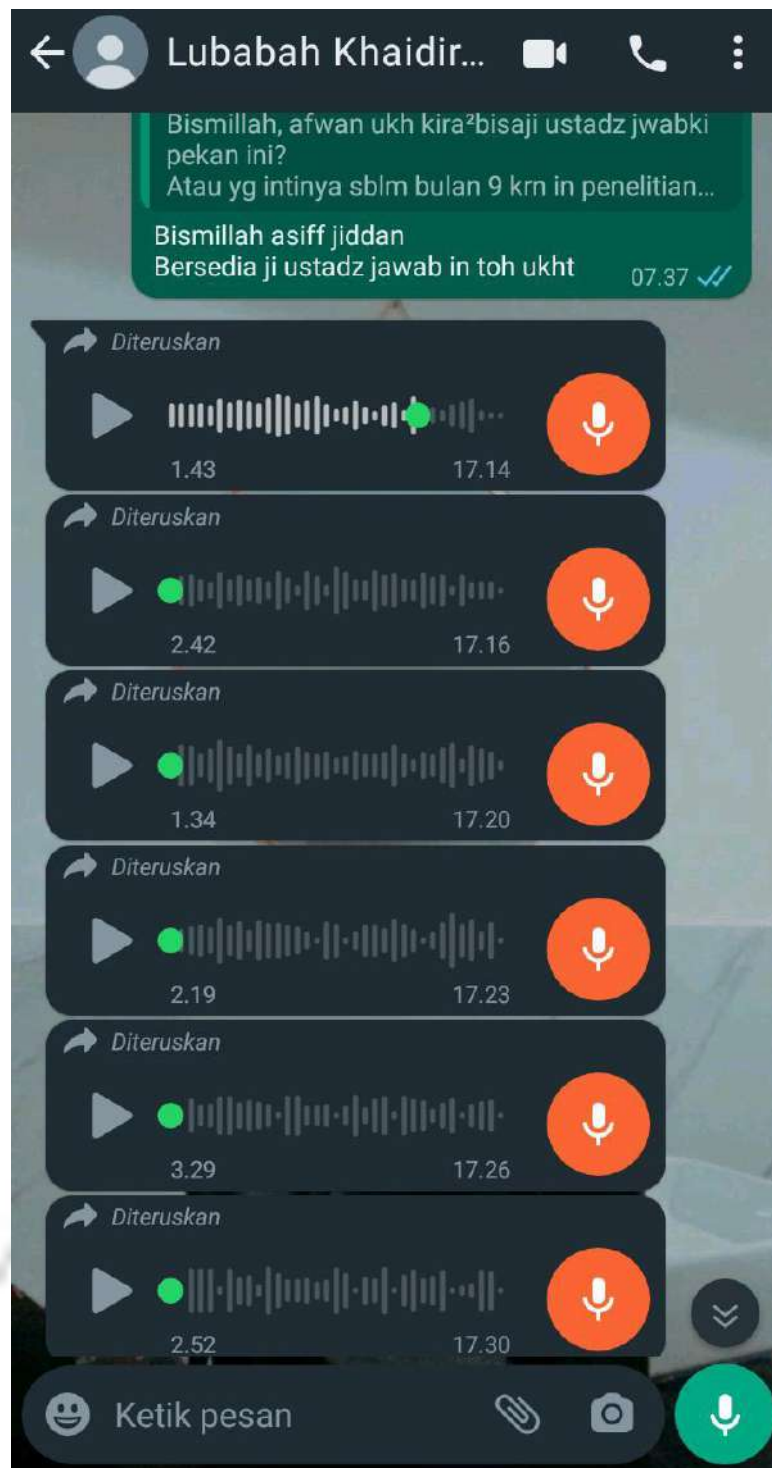 Lubabah Khaidir...
Bismillah, afwan ukh kira²bisaji ustadz jwabki
pekan ini?
Atau yg intinya sblm bulan 9 krn in penelitian...
Bismillah asiff jiddan
Bersedia ji ustadz jawab in toh ukht
07.37
Diteruskan
1.43 17.14
Diteruskan
2.42 17.16
Diteruskan
1.34 17.20
Diteruskan
2.19 17.23
Diteruskan
3.29 17.26
Diteruskan
2.52 17.30
Ketik pesan